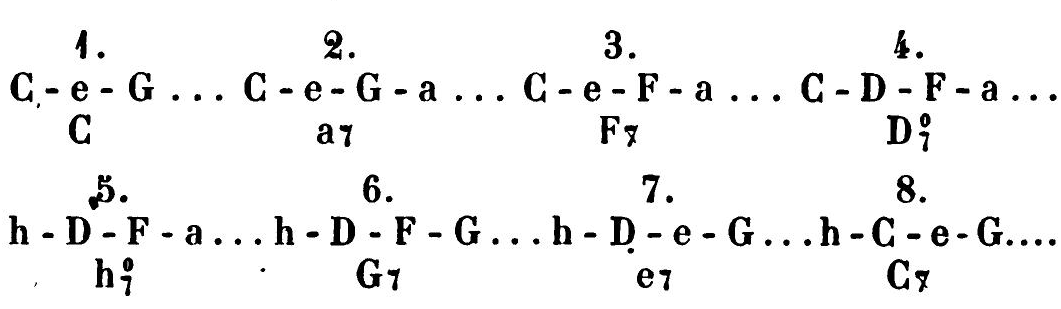 1. 2. 3. 4.
C - e - G ... C - e - G - a ... C - e - F - a ... C - D - F - a ...
C a7 F7̶ D°7
5. 6. 7. 8.
h - D - F - a ... h - D - F - G ... h - D - e - G ... h - C - e - G ....
h°7 G7 e7 C7̶